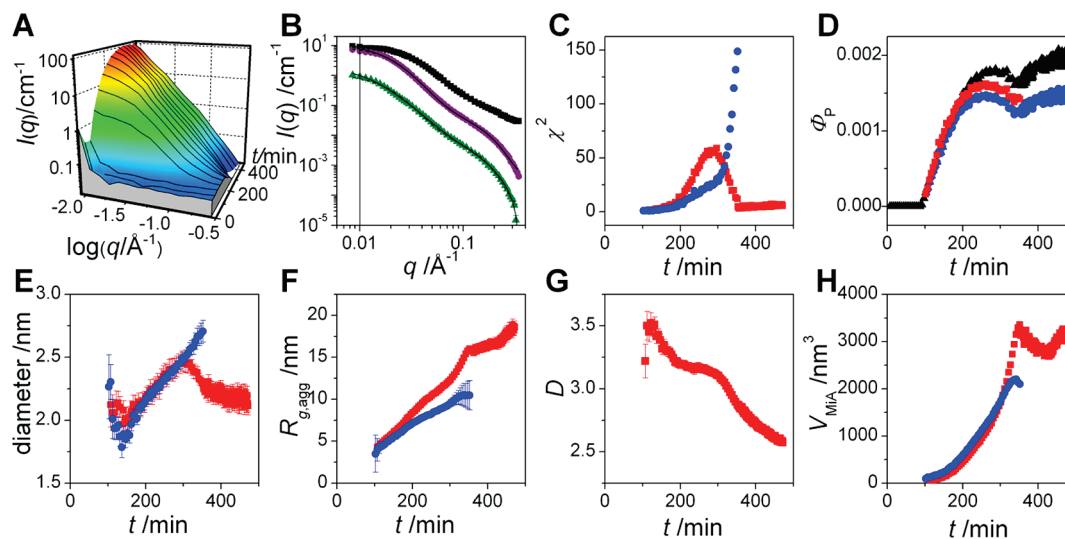 A
I(q)/cm⁻¹
100
10
1
0.1
-2.0
-1.5
-1.0
-0.5
log(q/Å⁻¹)
t/min
400
200
0
B
I(q) /cm⁻¹
10¹
10⁰
10⁻¹
10⁻²
10⁻³
10⁻⁴
10⁻⁵
0.01
0.1
q /Å⁻¹
C
χ²
150
100
50
0
0
200
400
t /min
D
Φ_P
0.002
0.001
0.000
0
200
400
t /min
E
diameter /nm
3.0
2.5
2.0
1.5
0
200
400
t /min
F
R_g,agg /nm
20
15
10
5
0
0
200
400
t /min
G
D
3.5
3.0
2.5
0
200
400
t /min
H
V_MIA /nm³
4000
3000
2000
1000
0
0
200
400
t /min